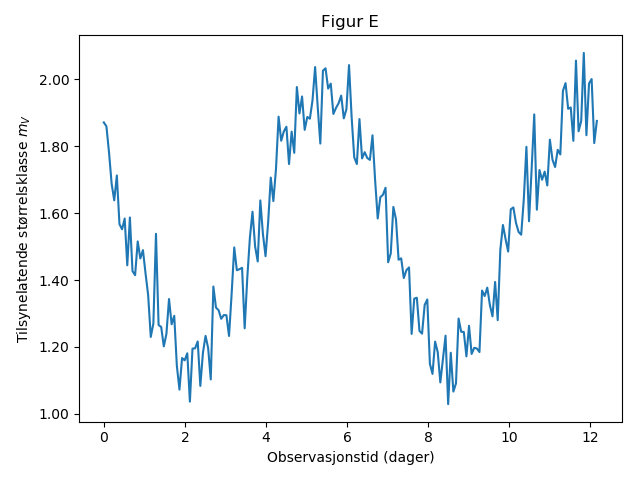 Figur E
Tilsynelatende størrelsklasse m_V
2.00
1.80
1.60
1.40
1.20
1.00
0 2 4 6 8 10 12
Observasjonstid (dager)